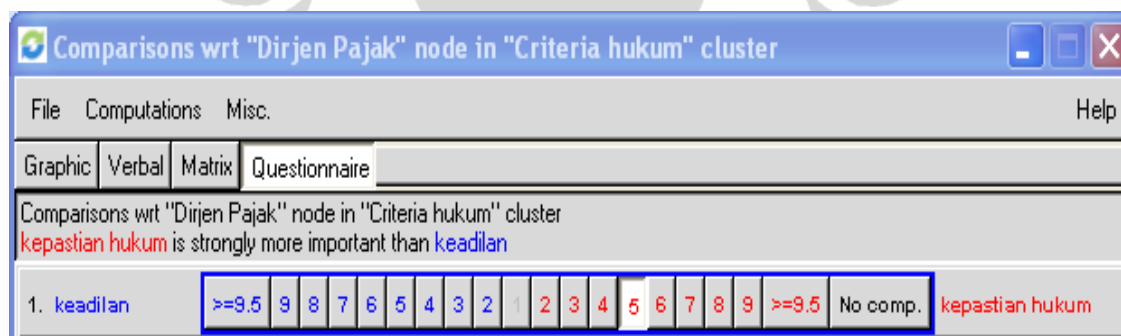 Comparisons wrt "Dirjen Pajak" node in "Criteria hukum" cluster
File Computations Misc. Help
Graphic Verbal Matrix Questionnaire
Comparisons wrt "Dirjen Pajak" node in "Criteria hukum" cluster
kepastian hukum is strongly more important than keadilan
1. keadilan >=9.5 9 8 7 6 5 4 3 2 1 2 3 4 5 6 7 8 9 >=9.5 No comp. kepastian hukum